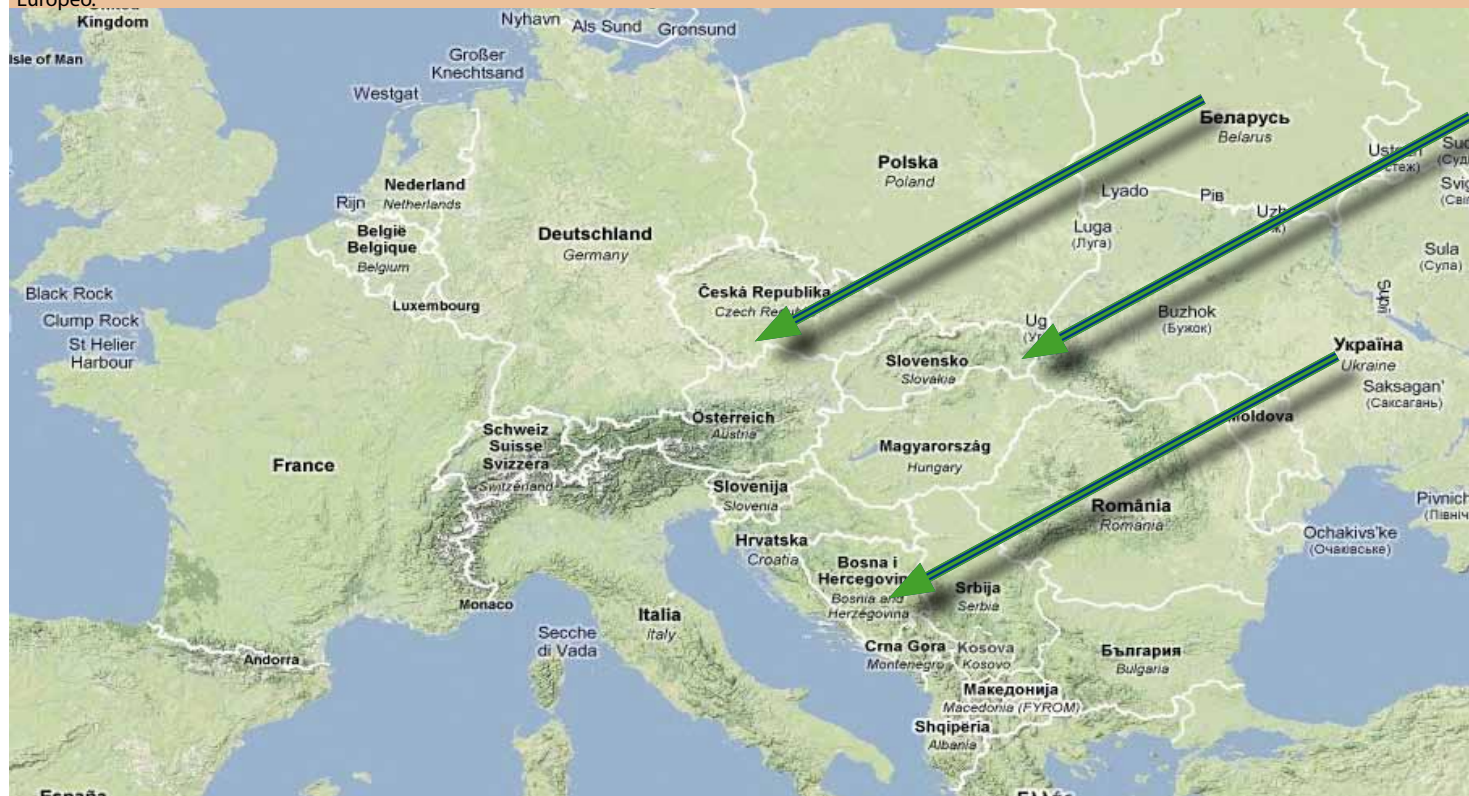 Europeo.
Kingdom
Isle of Man
Nyhavn
Als Sund
Grønsund
Großer
Knechtsand
Westgat
Беларусь
Belarus
Polska
Poland
Nederland
Netherlands
Rijn
Lyado
Рів
België
Belgique
Belgium
Deutschland
Germany
Luga
(Луга)
Sula
(Сула)
Black Rock
Clump Rock
St Helier
Harbour
Luxembourg
Česká Republika
Buzhok
(Бужок)
Україна
Ukraine
Slovensko
Slovakia
Saksagan'
(Саксагань)
Österreich
Austria
Moldova
Schweiz
Suisse
Svizzera
Switzerland
France
Magyarország
Hungary
Slovenija
Slovenia
România
Romania
Ochakivs'ke
(Очаківське)
Hrvatska
Croatia
Bosna i
Bosnia and
Herzegovina
Srbija
Serbia
Monaco
Italia
Italy
Secche
di Vada
Andorra
Crna Gora
Montenegro
Kosova
Kosovo
България
Bulgaria
Македонија
Macedonia (FYROM)
Shqipëria
Albania